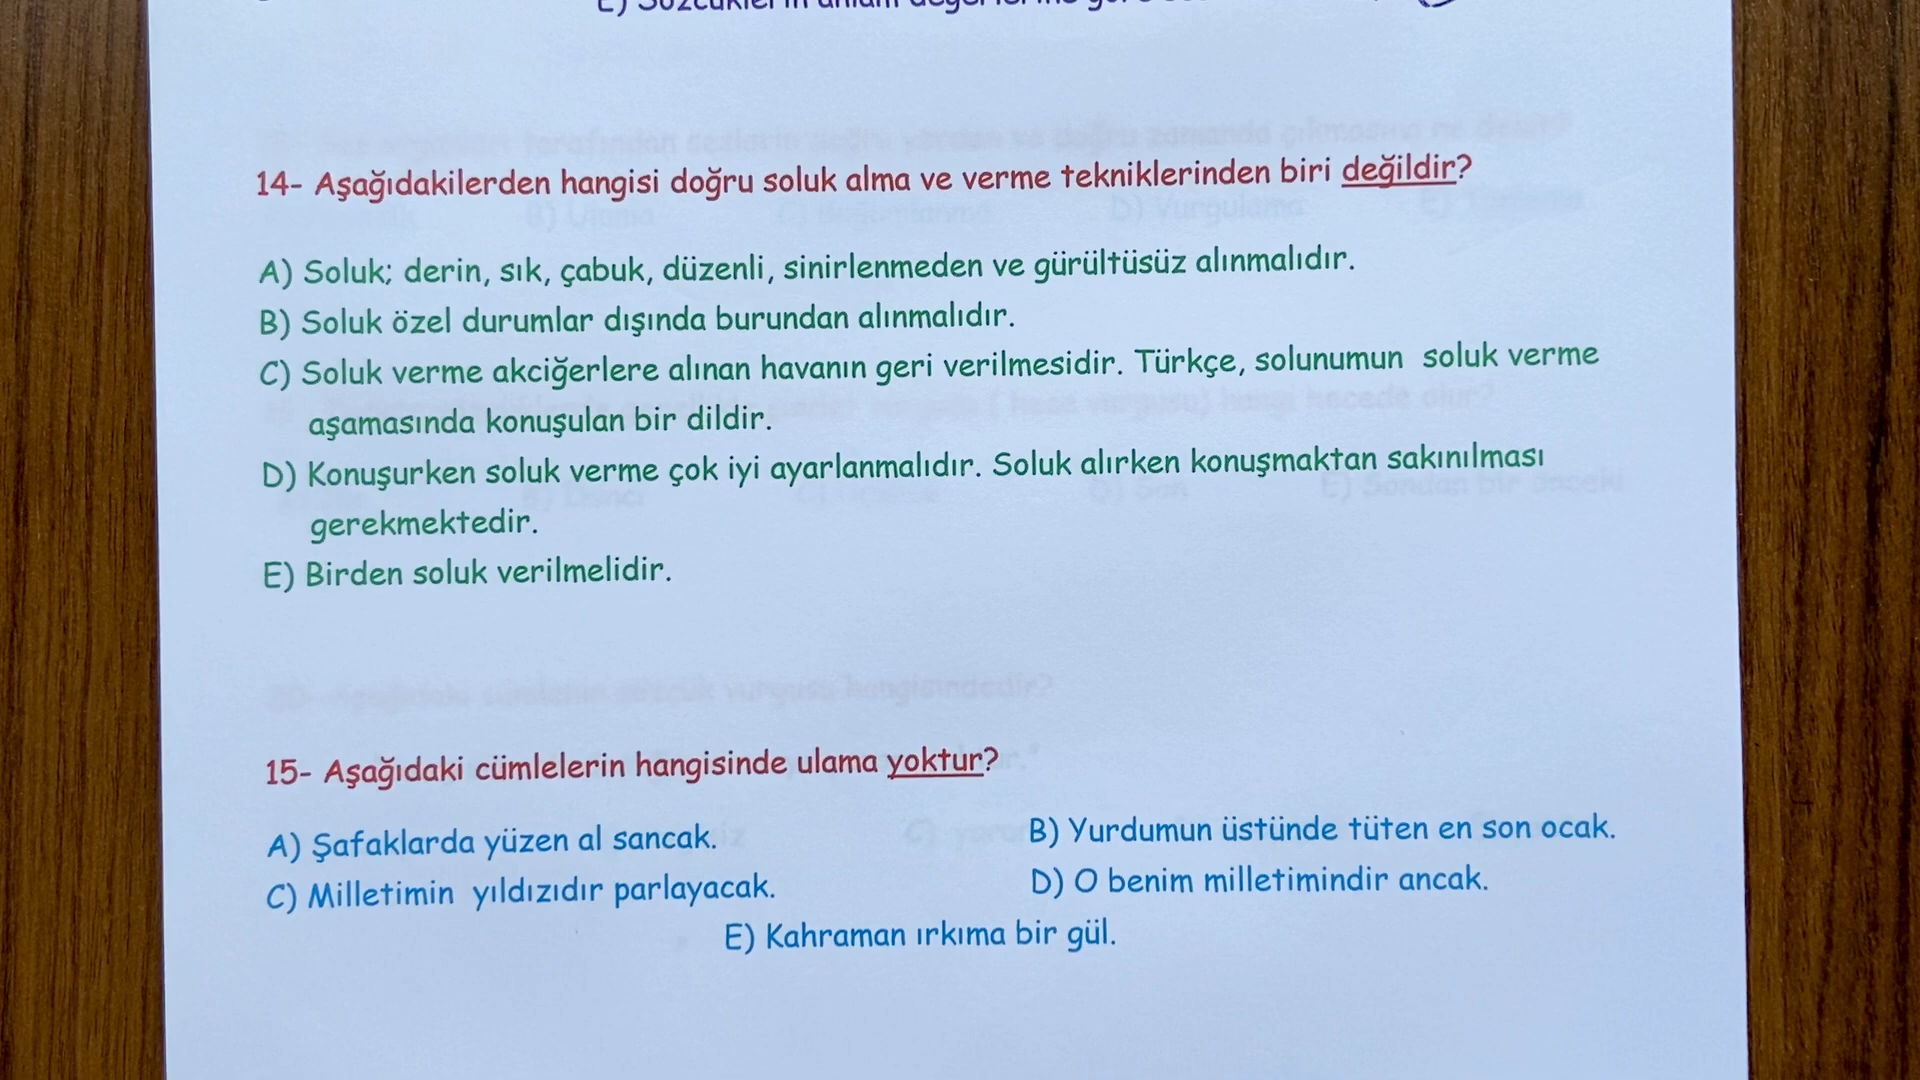 14- Aşağıdakilerden hangisi doğru soluk alma ve verme tekniklerinden biri değildir?
A) Soluk; derin, sık, çabuk, düzenli, sinirlenmeden ve gürültüsüz alınmalıdır.
B) Soluk özel durumlar dışında burundan alınmalıdır.
C) Soluk verme akciğerlere alınan havanın geri verilmesidir. Türkçe, solunumun soluk verme
aşamasında konuşulan bir dildir.
D) Konuşurken soluk verme çok iyi ayarlanmalıdır. Soluk alırken konuşmaktan sakınılması
gerekmektedir.
E) Birden soluk verilmelidir.
15- Aşağıdaki cümlelerin hangisinde ulama yoktur?
A) Şafaklarda yüzen al sancak.
B) Yurdumun üstünde tüten en son ocak.
C) Milletimin yıldızıdır parlayacak.
D) O benim milletimindir ancak.
E) Kahraman ırkıma bir gül.